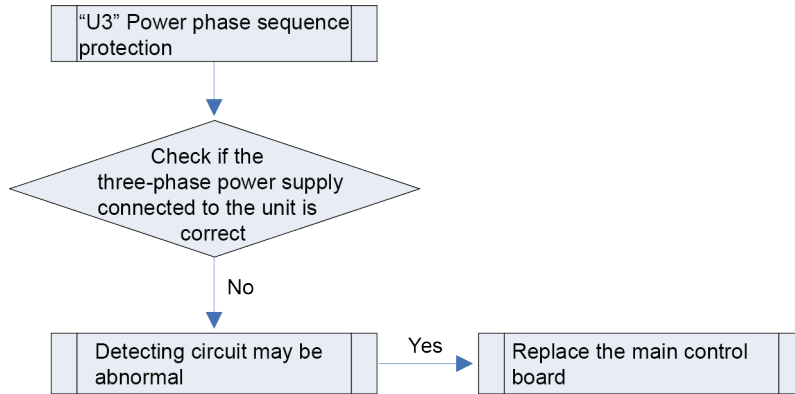 “U3” Power phase sequence
protection
Check if the
three-phase power supply
connected to the unit is
correct
No
Detecting circuit may be
abnormal
Yes
Replace the main control
board